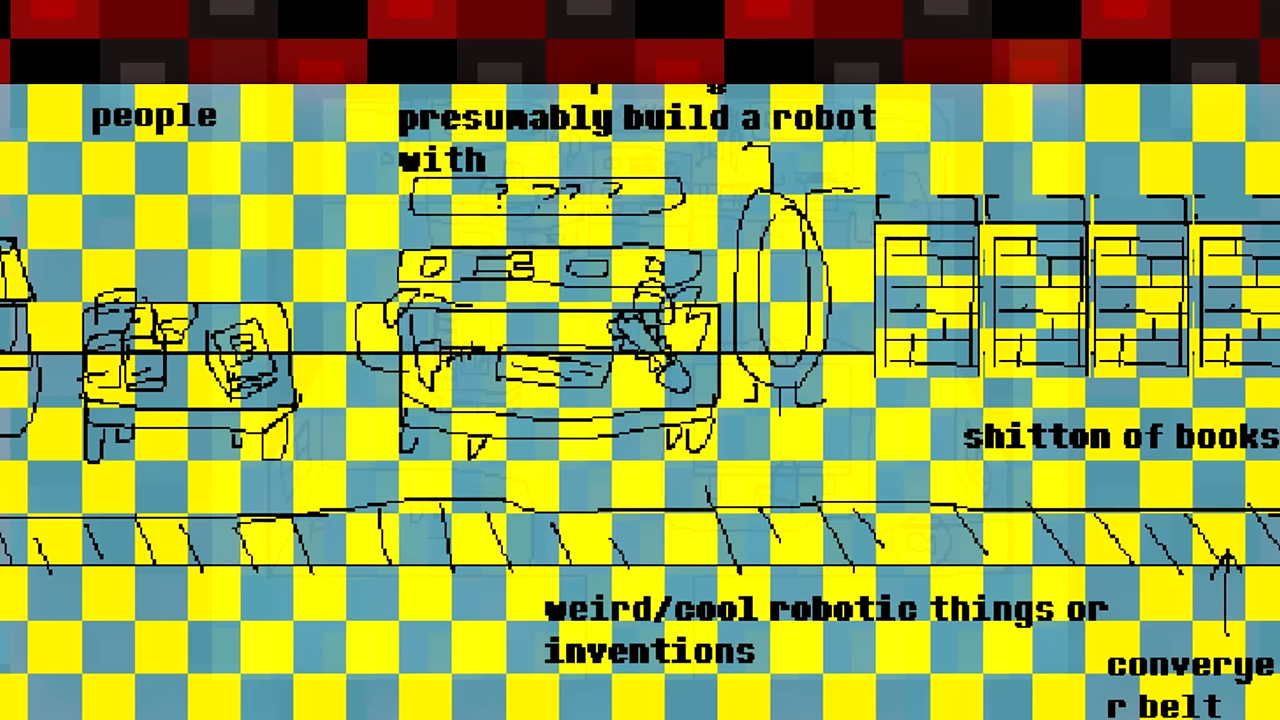 people
presumably build a robot
with
? ? ? ?
shitton of books
weird/cool robotic things or
inventions
converye
r belt